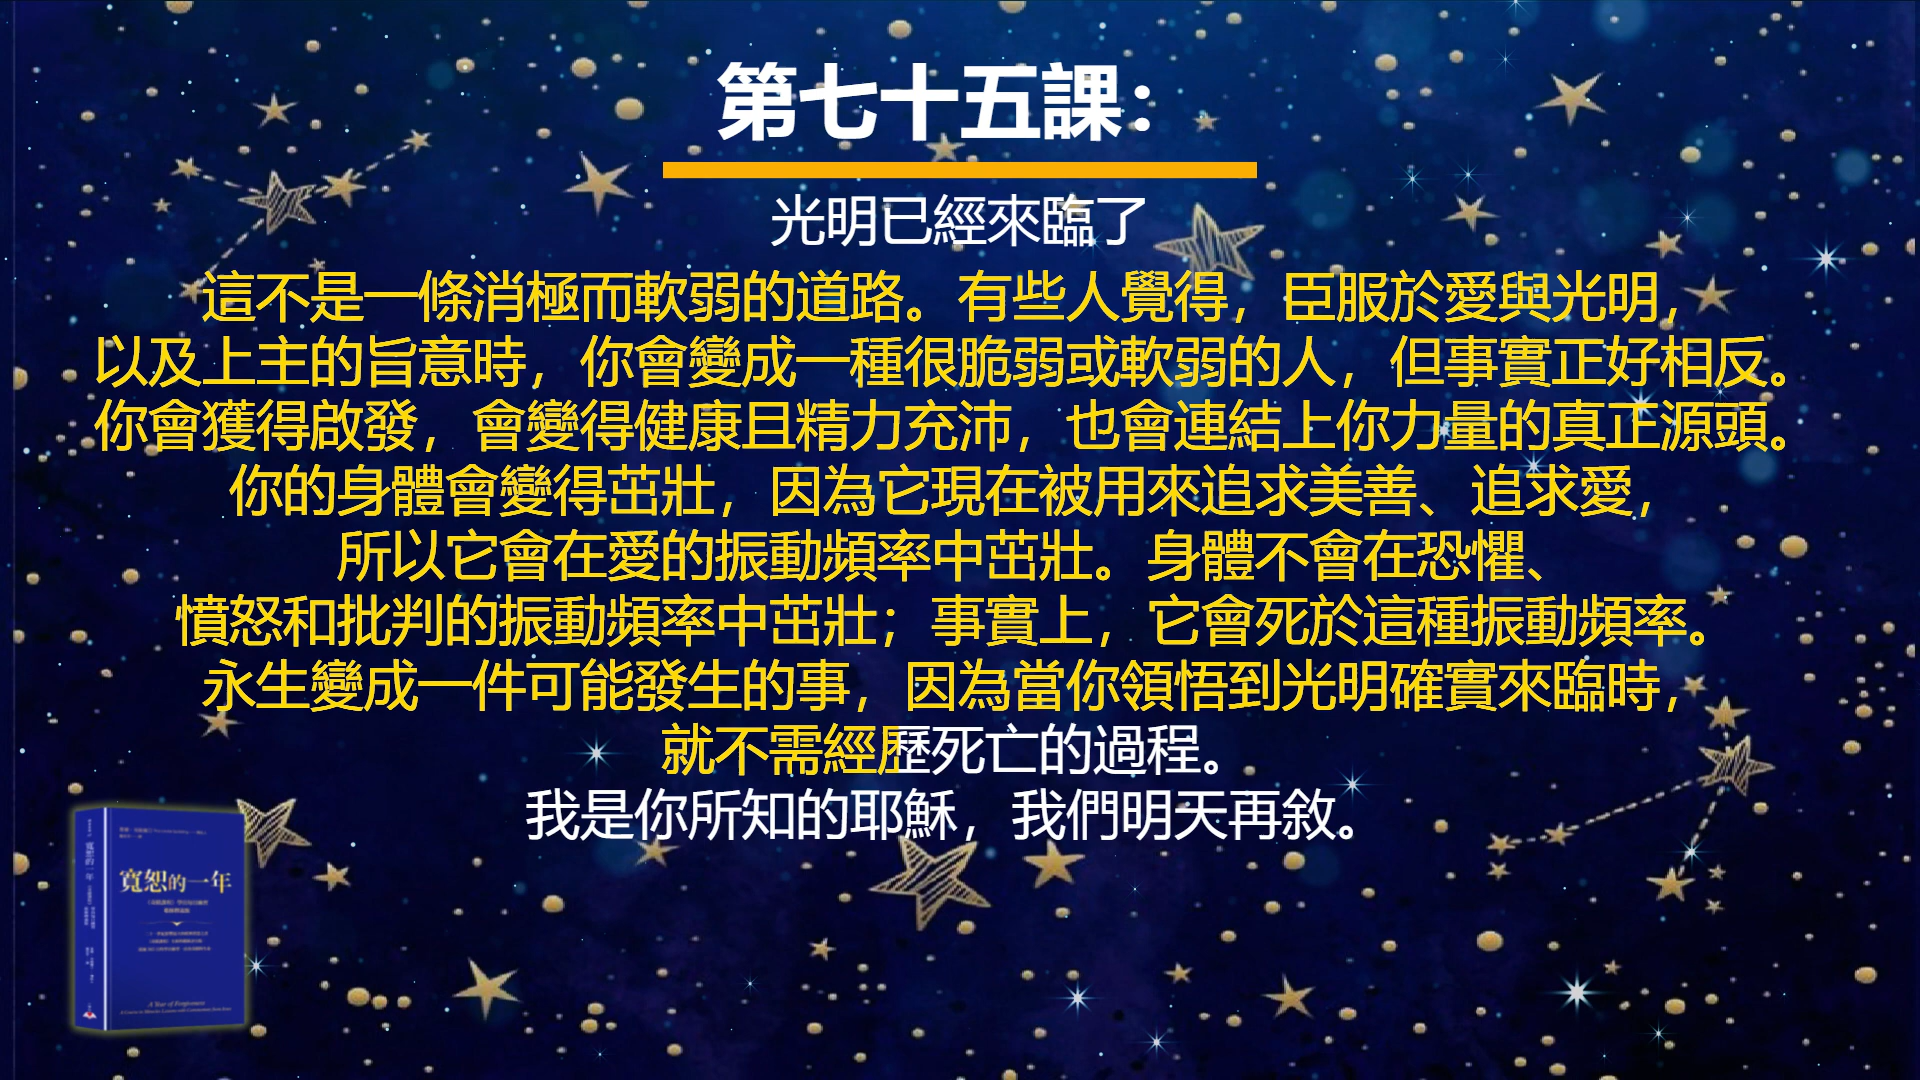 第七十五課：
光明已經來臨了
這不是一條消極而軟弱的道路。有些人覺得，臣服於愛與光明，
以及上主的旨意時，你會變成一種很脆弱或軟弱的人，但事實正好相反。
你會獲得啟發，會變得健康且精力充沛，也會連結上你力量的真正源頭。
你的身體會變得茁壯，因為它現在被用來追求美善、追求愛，
所以它會在愛的振動頻率中茁壯。身體不會在恐懼、
憤怒和批判的振動頻率中茁壯；事實上，它會死於這種振動頻率。
永生變成一件可能發生的事，因為當你領悟到光明確實來臨時，
就不需經歷死亡的過程。
我是你所知的耶穌，我們明天再敘。
寬恕的一年
A Year of Forgiveness